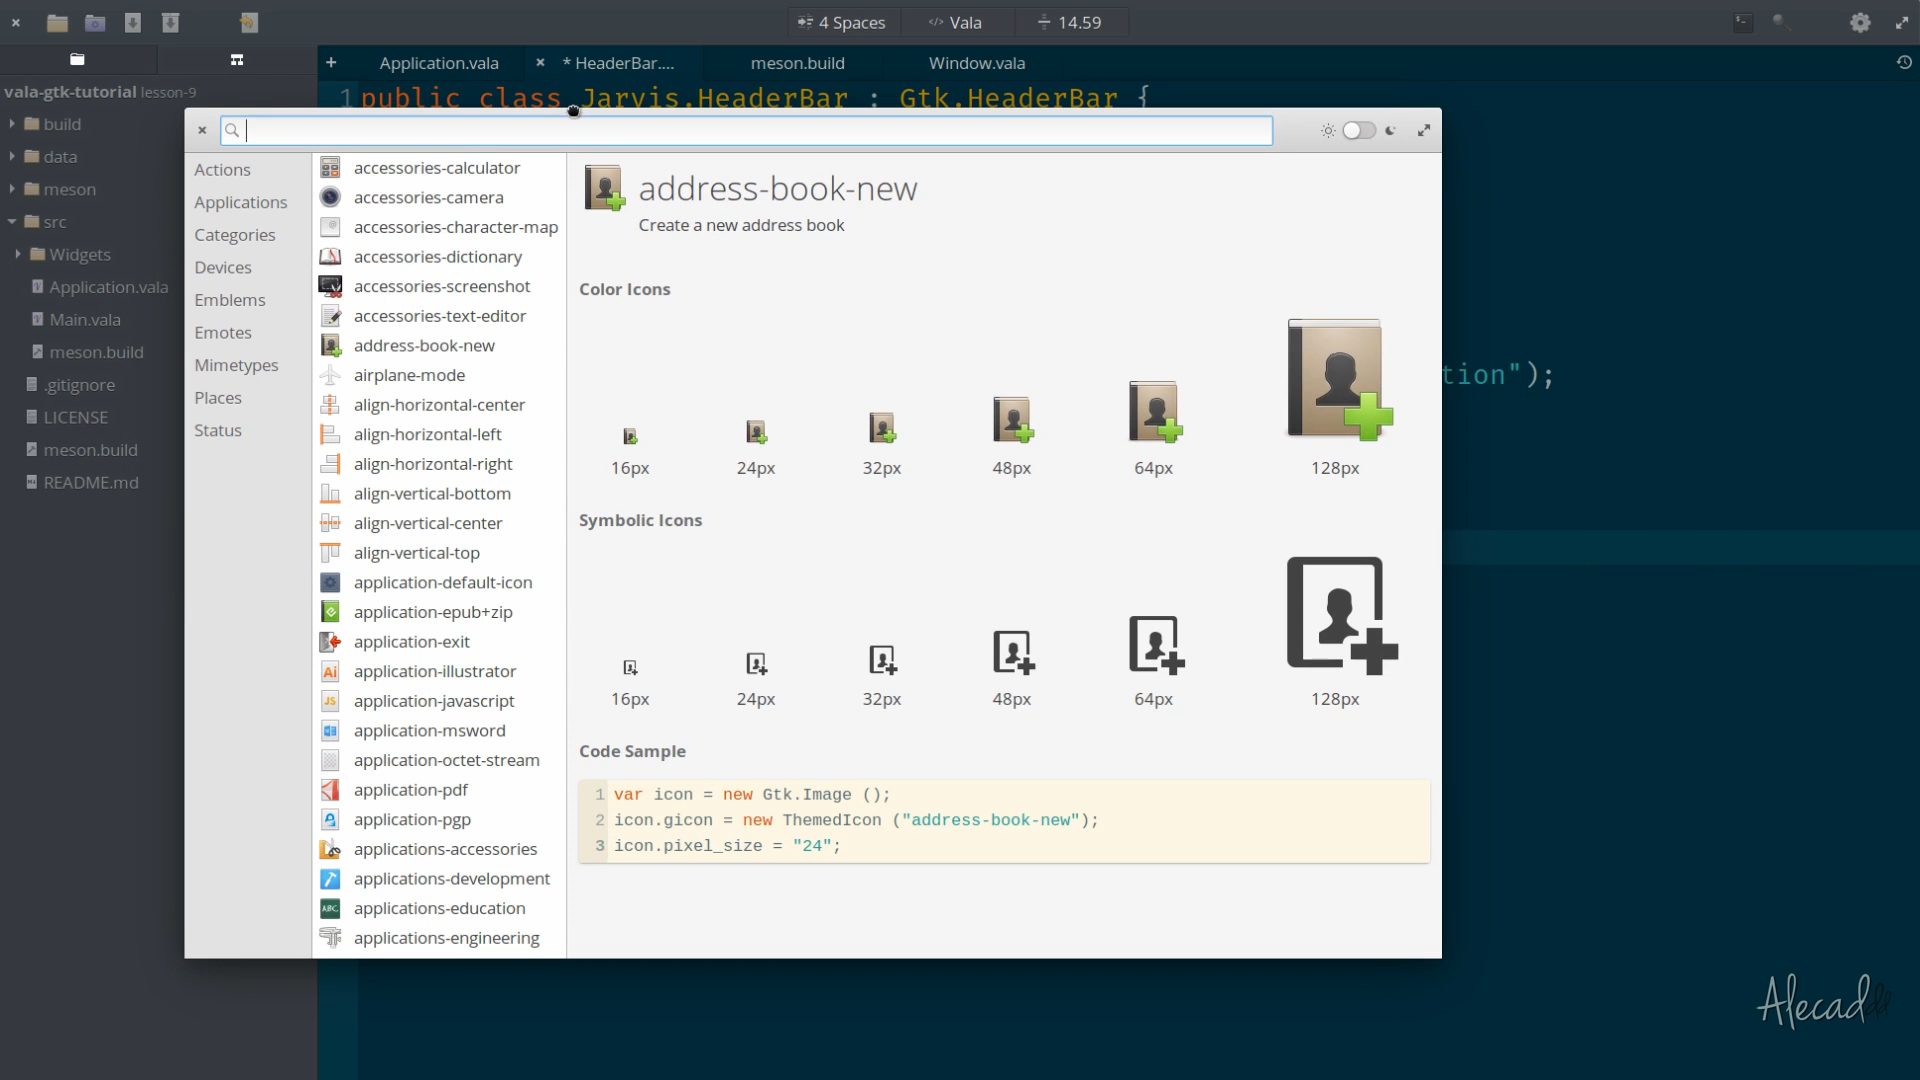 4 Spaces
</> Vala
14.59
Application.vala
* HeaderBar....
meson.build
Window.vala
vala-gtk-tutorial lesson-9
1 public class Jarvis.HeaderBar : Gtk.HeaderBar {
build
data
meson
src
Widgets
Application.vala
Main.vala
meson.build
.gitignore
LICENSE
meson.build
README.md
tion");
Actions
Applications
Categories
Devices
Emblems
Emotes
Mimetypes
Places
Status
accessories-calculator
accessories-camera
accessories-character-map
accessories-dictionary
accessories-screenshot
accessories-text-editor
address-book-new
airplane-mode
align-horizontal-center
align-horizontal-left
align-horizontal-right
align-vertical-bottom
align-vertical-center
align-vertical-top
application-default-icon
application-epub+zip
application-exit
Ai application-illustrator
JS application-javascript
application-msword
application-octet-stream
application-pdf
application-pgp
applications-accessories
applications-development
ABC applications-education
applications-engineering
address-book-new
Create a new address book
Color Icons
16px 24px 32px 48px 64px 128px
Symbolic Icons
16px 24px 32px 48px 64px 128px
Code Sample
1 var icon = new Gtk.Image ();
2 icon.gicon = new ThemedIcon ("address-book-new");
3 icon.pixel_size = "24";
Alecaddd